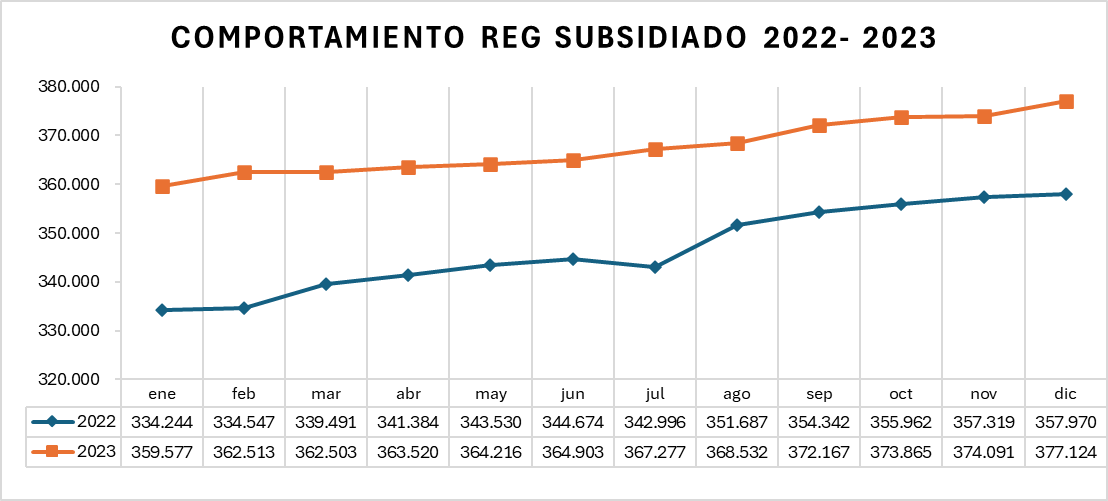 COMPORTAMIENTO REG SUBSIDIADO 2022- 2023
380.000
370.000
360.000
350.000
340.000
330.000
320.000
ene feb mar abr may jun jul ago sep oct nov dic
2022 334.244 334.547 339.491 341.384 343.530 344.674 342.996 351.687 354.342 355.962 357.319 357.970
2023 359.577 362.513 362.503 363.520 364.216 364.903 367.277 368.532 372.167 373.865 374.091 377.124